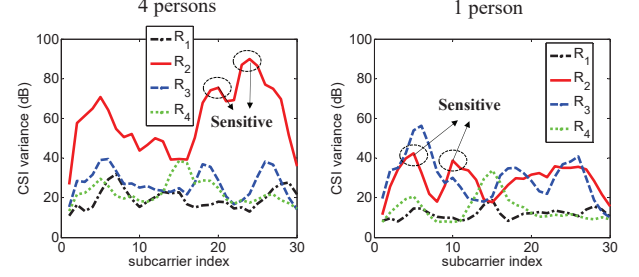 4 persons
1 person
100
80
60
40
20
0
0
10
20
30
CSI variance (dB)
subcarrier index
R1
R2
R3
R4
Sensitive
100
80
60
40
20
0
0
10
20
30
CSI variance (dB)
subcarrier index
R1
R2
R3
R4
Sensitive